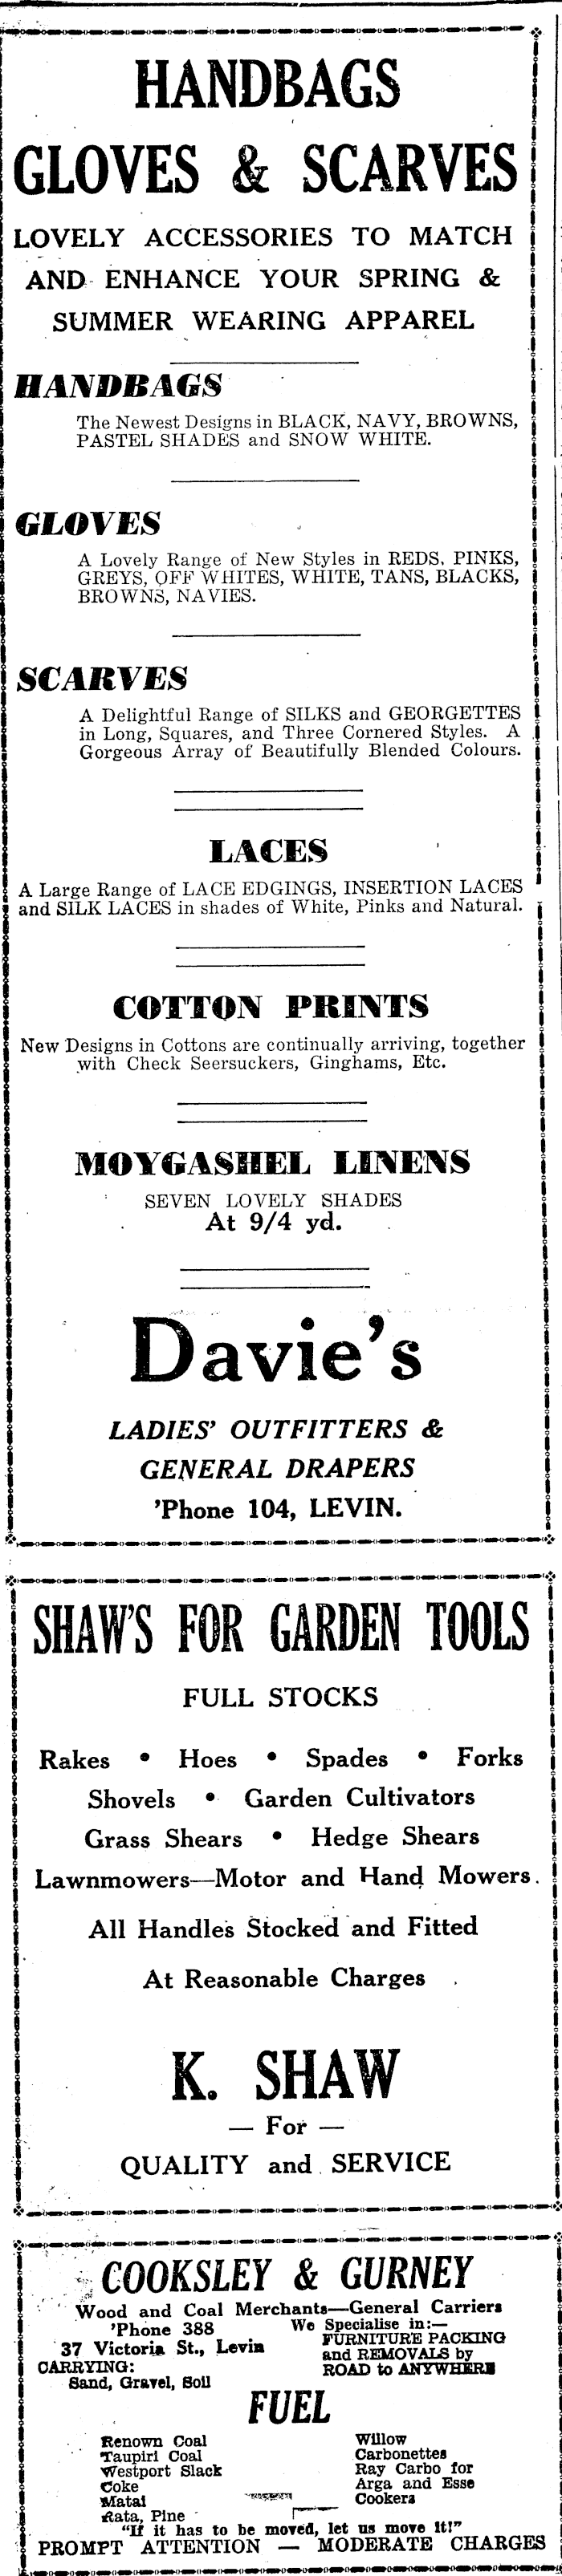 HANDBAGS
GLOVES & SCARVES
LOVELY ACCESSORIES TO MATCH
AND ENHANCE YOUR SPRING &
SUMMER WEARING APPAREL
HANDBAGS
The Newest Designs in BLACK, NAVY, BROWNS,
PASTEL SHADES and SNOW WHITE.
GLOVES
A Lovely Range of New Styles in REDS, PINKS,
GREYS, OFF WHITES, WHITE, TANS, BLACKS,
BROWNS, NAVIES.
SCARVES
A Delightful Range of SILKS and GEORGETTES
in Long, Squares, and Three Cornered Styles. A
Gorgeous Array of Beautifully Blended Colours.
LACES
A Large Range of LACE EDGINGS, INSERTION LACES
and SILK LACES in shades of White, Pinks and Natural.
COTTON PRINTS
New Designs in Cottons are continually arriving, together
with Check Seersuckers, Ginghams, Etc.
MOYGASHEL LINENS
SEVEN LOVELY SHADES
At 9/4 yd.
Davie's
LADIES' OUTFITTERS &
GENERAL DRAPERS
'Phone 104, LEVIN.
SHAW'S FOR GARDEN TOOLS
FULL STOCKS
Rakes • Hoes • Spades • Forks
Shovels • Garden Cultivators
Grass Shears • Hedge Shears
Lawnmowers—Motor and Hand Mowers.
All Handles Stocked and Fitted
At Reasonable Charges
K. SHAW
— For —
QUALITY and SERVICE
COOKSLEY & GURNEY
Wood and Coal Merchants—General Carriers
'Phone 388
37 Victoria St., Levin
CARRYING:
Sand, Gravel, Soil
We Specialise in:—
FURNITURE PACKING
and REMOVALS by
ROAD to ANYWHERE
FUEL
Renown Coal
Taupiri Coal
Westport Slack
Coke
Matai
Rata, Pine
Willow
Carbonettes
Ray Carbo for
Arga and Esse
Cookers
"If it has to be moved, let us move it!"
PROMPT ATTENTION — MODERATE CHARGES